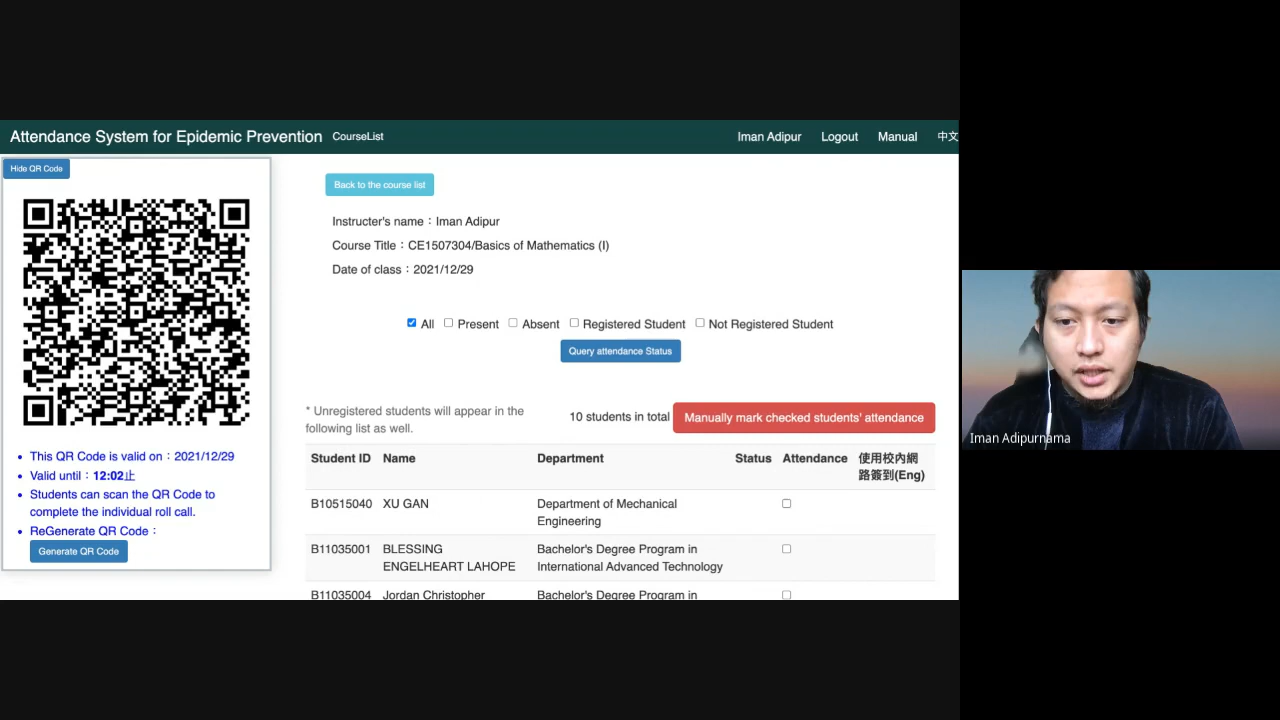 Attendance System for Epidemic Prevention CourseList Iman Adipur Logout Manual 中文
Hide QR Code
This QR Code is valid on：2021/12/29
Valid until：12:02止
Students can scan the QR Code to
complete the individual roll call.
ReGenerate QR Code：
Generate QR Code
Back to the course list
Instructer's name：Iman Adipur
Course Title：CE1507304/Basics of Mathematics (I)
Date of class：2021/12/29
All Present Absent Registered Student Not Registered Student
Query attendance Status
* Unregistered students will appear in the
following list as well.
10 students in total Manually mark checked students' attendance
Student ID Name Department Status Attendance 使用校內網
路簽到(Eng)
B10515040 XU GAN Department of Mechanical
Engineering
B11035001 BLESSING Bachelor's Degree Program in
ENGELHEART LAHOPE International Advanced Technology
B11035004 Jordan Christopher Bachelor's Degree Program in
Iman Adipurnama